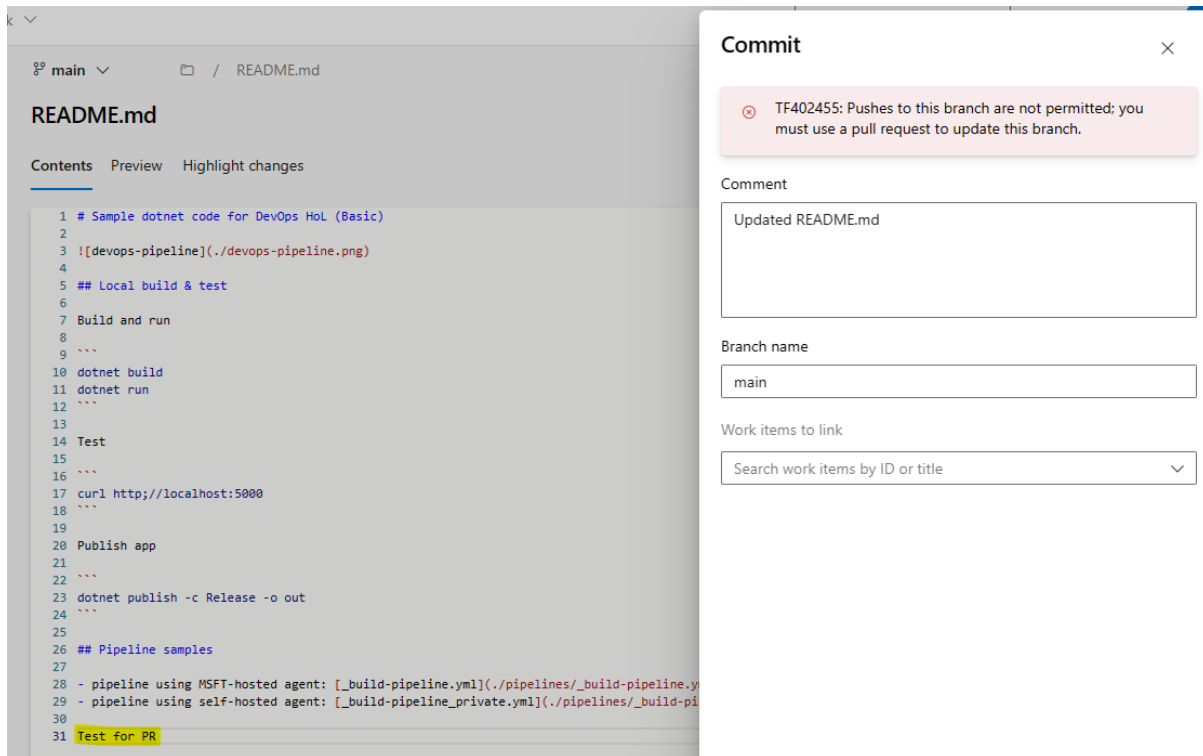 k
main / README.md
README.md
Contents Preview Highlight changes
1 # Sample dotnet code for DevOps HoL (Basic)
2
3 ![devops-pipeline](./devops-pipeline.png)
4
5 ## Local build & test
6
7 Build and run
8
9 ```
10 dotnet build
11 dotnet run
12 ```
13
14 Test
15
16 ```
17 curl http;//localhost:5000
18 ```
19
20 Publish app
21
22 ```
23 dotnet publish -c Release -o out
24 ```
25
26 ## Pipeline samples
27
28 - pipeline using MSFT-hosted agent: [_build-pipeline.yml](./pipelines/_build-pipeline.y
29 - pipeline using self-hosted agent: [_build-pipeline_private.yml](./pipelines/_build-pi
30
31 Test for PR
Commit
TF402455: Pushes to this branch are not permitted; you
must use a pull request to update this branch.
Comment
Updated README.md
Branch name
main
Work items to link
Search work items by ID or title